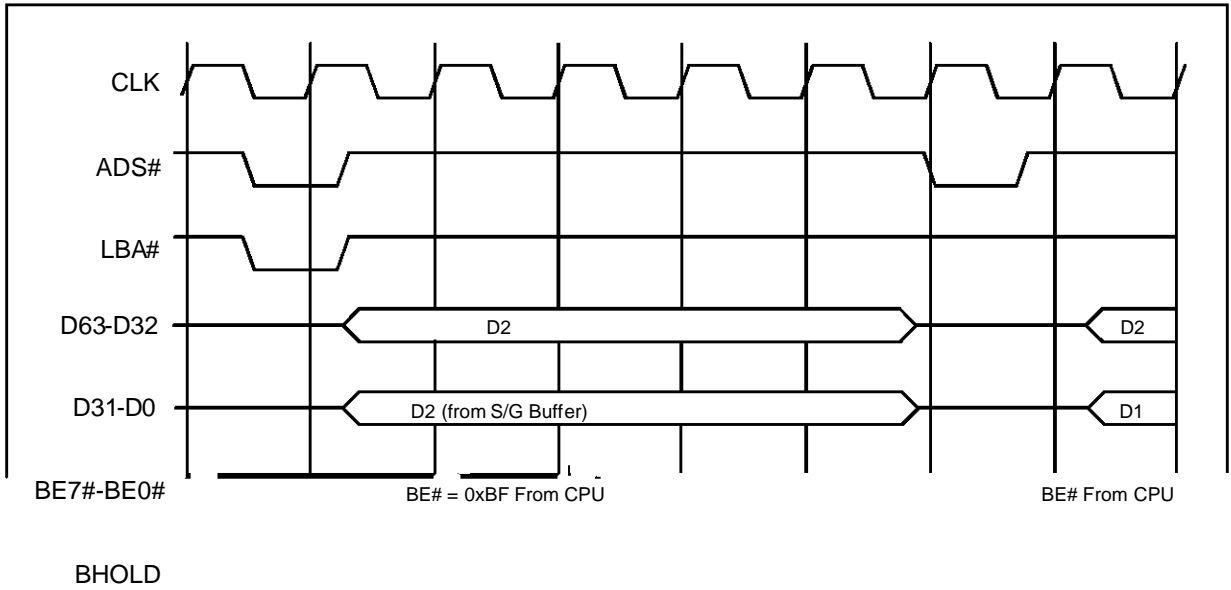 CLK
ADS#
LBA#
D63-D32 D2 D2
D31-D0 D2 (from S/G Buffer) D1
BE7#-BE0# BE# = 0xBF From CPU BE# From CPU
BHOLD